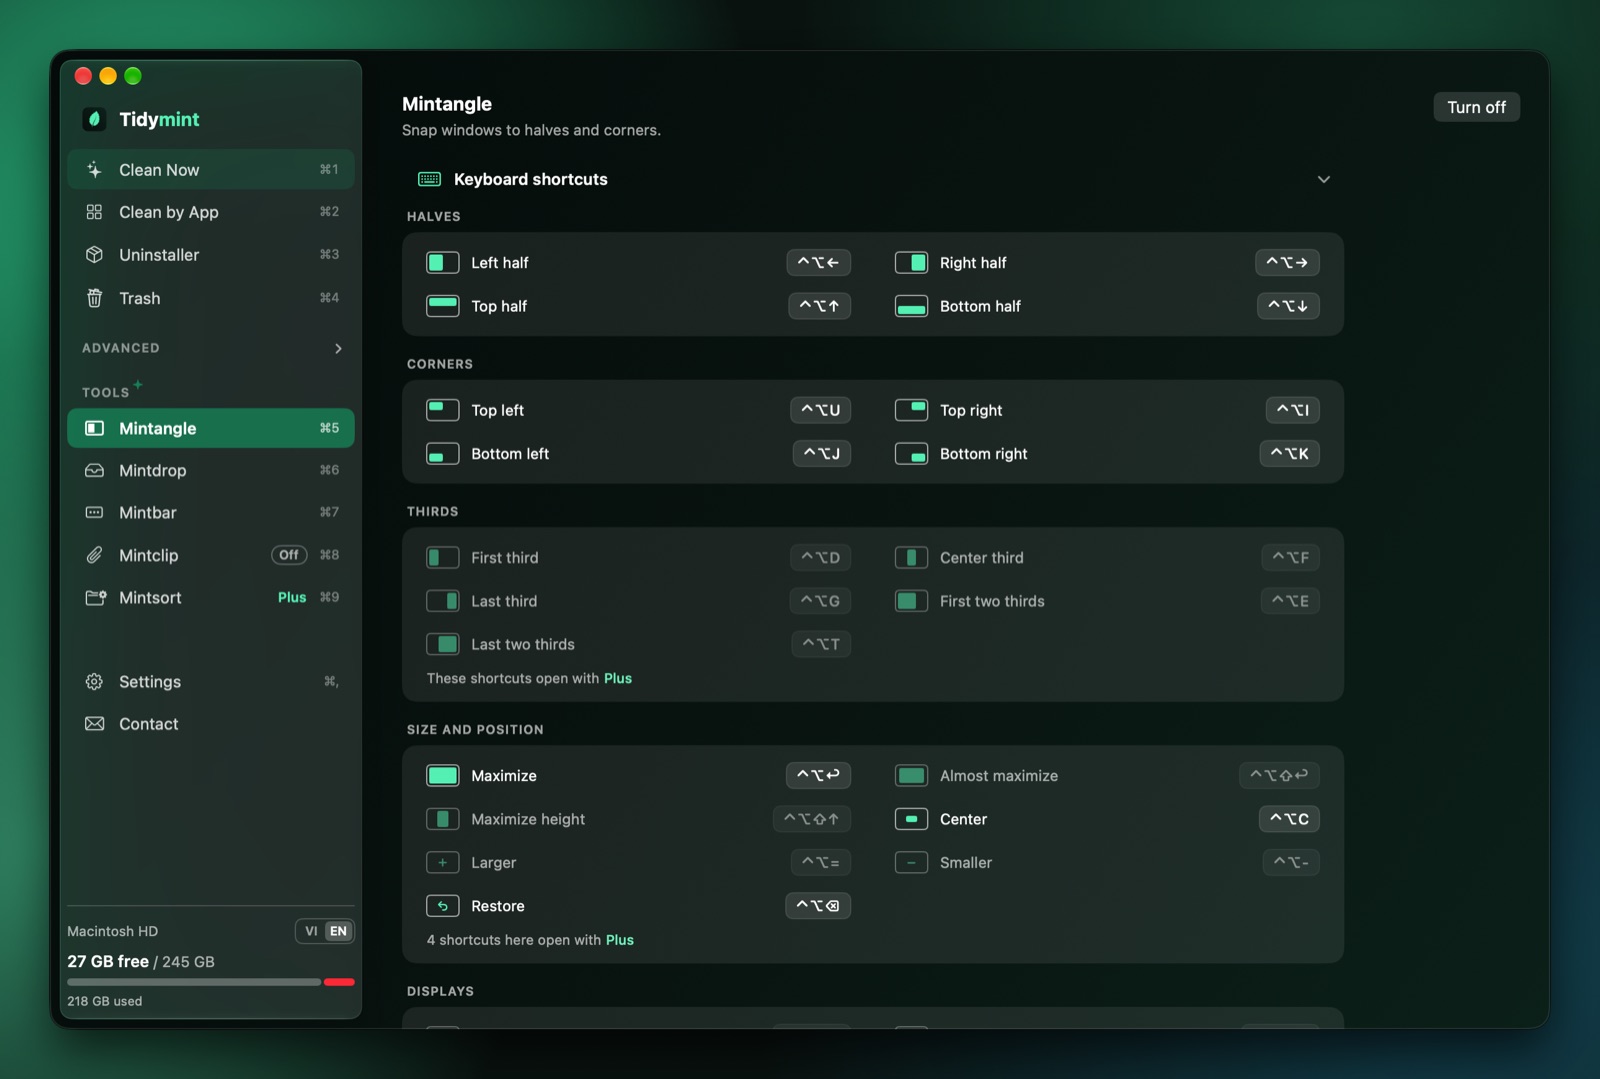 Tidymint
Clean Now ⌘1
Clean by App ⌘2
Uninstaller ⌘3
Trash ⌘4
ADVANCED
TOOLS
Mintangle ⌘5
Mintdrop ⌘6
Mintbar ⌘7
Mintclip Off ⌘8
Mintsort Plus ⌘9
Settings ⌘,
Contact
Macintosh HD VI EN
27 GB free / 245 GB
218 GB used
Mintangle
Turn off
Snap windows to halves and corners.
Keyboard shortcuts
HALVES
Left half ^⌥← Right half ^⌥→
Top half ^⌥↑ Bottom half ^⌥↓
CORNERS
Top left ^⌥U Top right ^⌥I
Bottom left ^⌥J Bottom right ^⌥K
THIRDS
First third ^⌥D Center third ^⌥F
Last third ^⌥G First two thirds ^⌥E
Last two thirds ^⌥T
These shortcuts open with Plus
SIZE AND POSITION
Maximize ^⌥↩ Almost maximize ^⌥⇧↩
Maximize height ^⌥⇧↑ Center ^⌥C
Larger ^⌥= Smaller ^⌥-
Restore ^⌥⌫
4 shortcuts here open with Plus
DISPLAYS